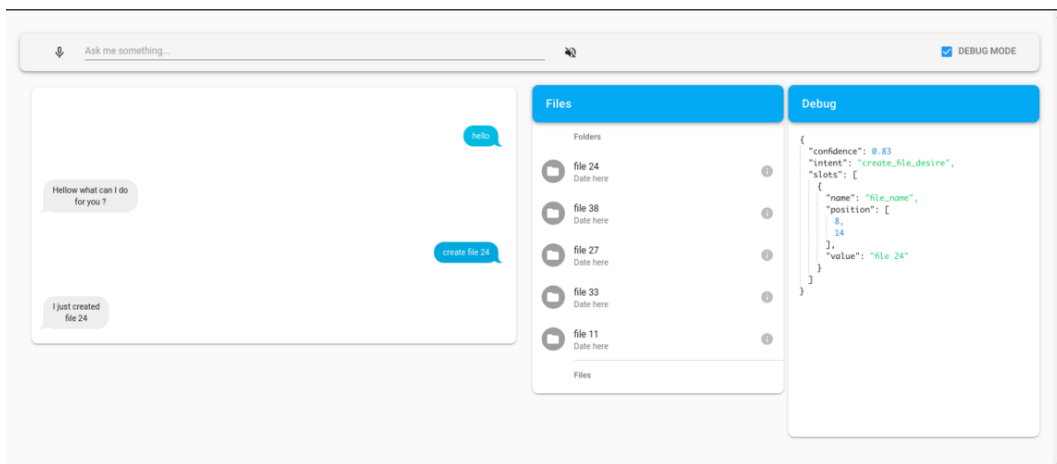 Ask me something...
DEBUG MODE
hello
Hellow what can I do
for you ?
create file 24
I just created
file 24
Files
Folders
file 24
Date here
file 38
Date here
file 27
Date here
file 33
Date here
file 11
Date here
Files
Debug
{
"confidence": 0.83
"intent": "create_file_desire",
"slots": [
{
"name": "file_name",
"position": [
8,
14
],
"value": "file 24"
}
]
}